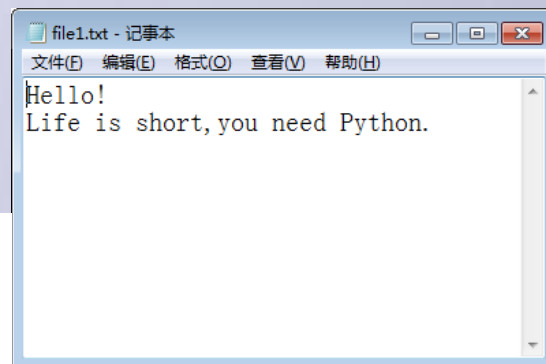 file1.txt - 记事本
文件(F) 编辑(E) 格式(O) 查看(V) 帮助(H)
Hello!
Life is short,you need Python.